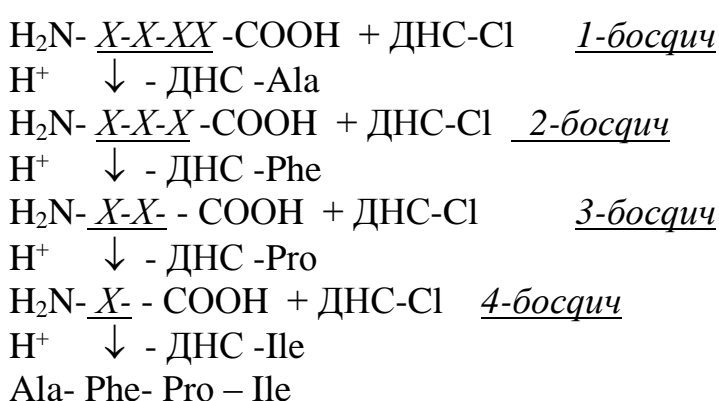 H₂N- X-X-XX -COOH + ДНС-Cl 1-босқич
H⁺ ↓ - ДНС -Ala
H₂N- X-X-X -COOH + ДНС-Cl 2-босқич
H⁺ ↓ - ДНС -Phe
H₂N- X-X- - COOH + ДНС-Cl 3-босқич
H⁺ ↓ - ДНС -Pro
H₂N- X- - COOH + ДНС-Cl 4-босқич
H⁺ ↓ - ДНС -Ile
Ala- Phe- Pro – Ile